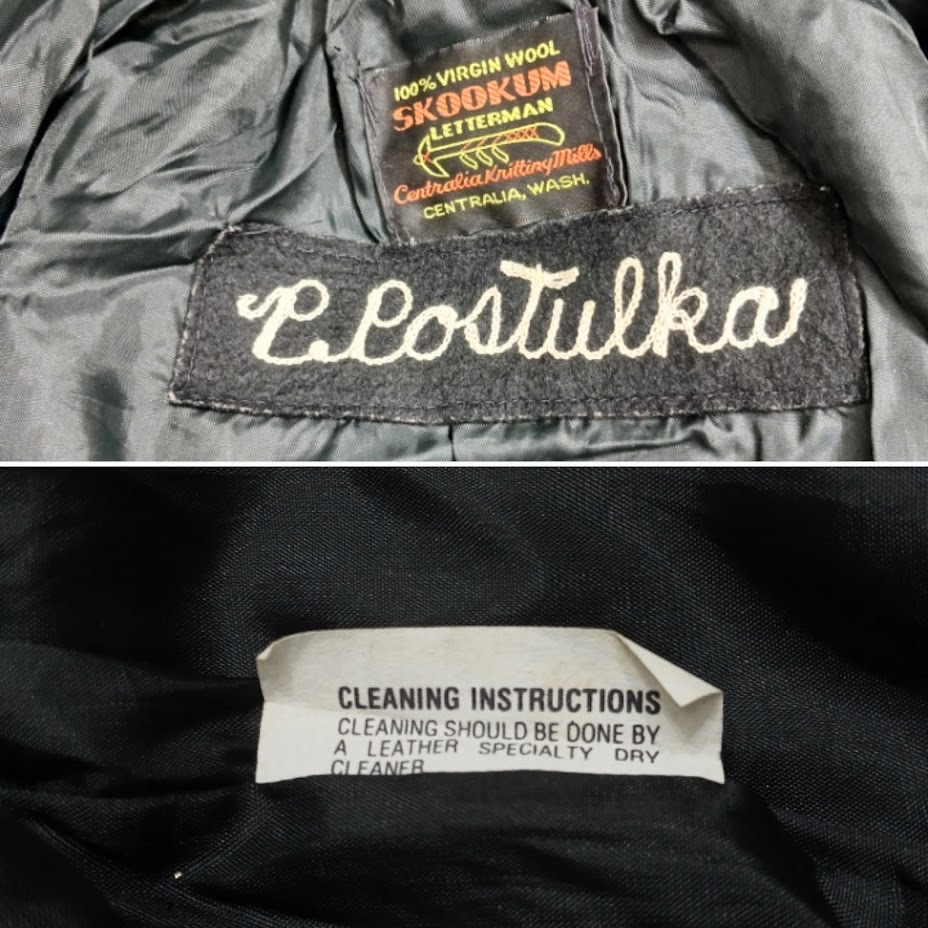 100% VIRGIN WOOL
SKOOKUM
LETTERMAN
Centralia Knitting Mills
CENTRALIA, WASH.
C. Costulka
CLEANING INSTRUCTIONS
CLEANING SHOULD BE DONE BY
A LEATHER SPECIALTY DRY
CLEANER